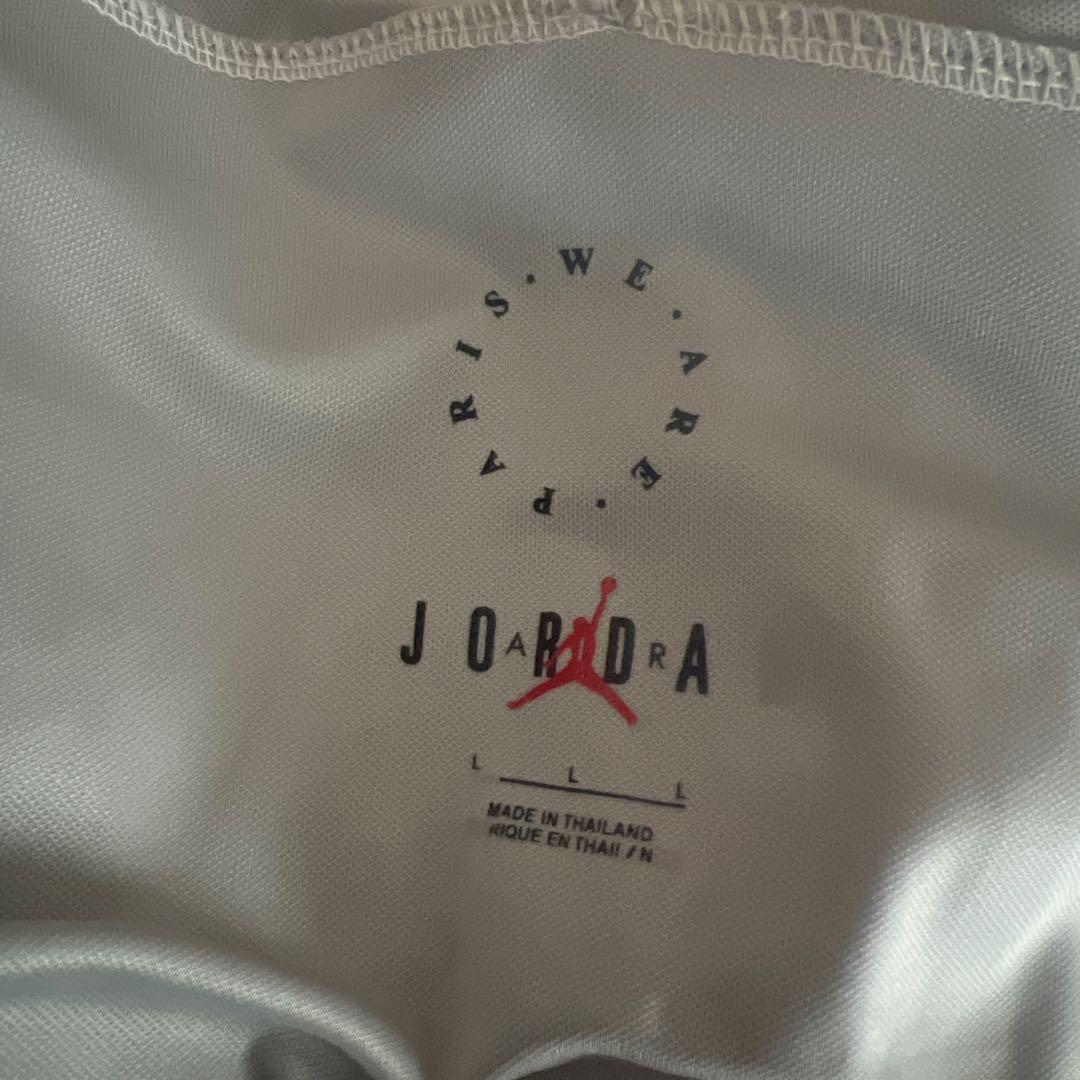 WE . ARE . PARIS .
J O A R D R A
L L L
MADE IN THAILAND
RIQUE EN THAII / N